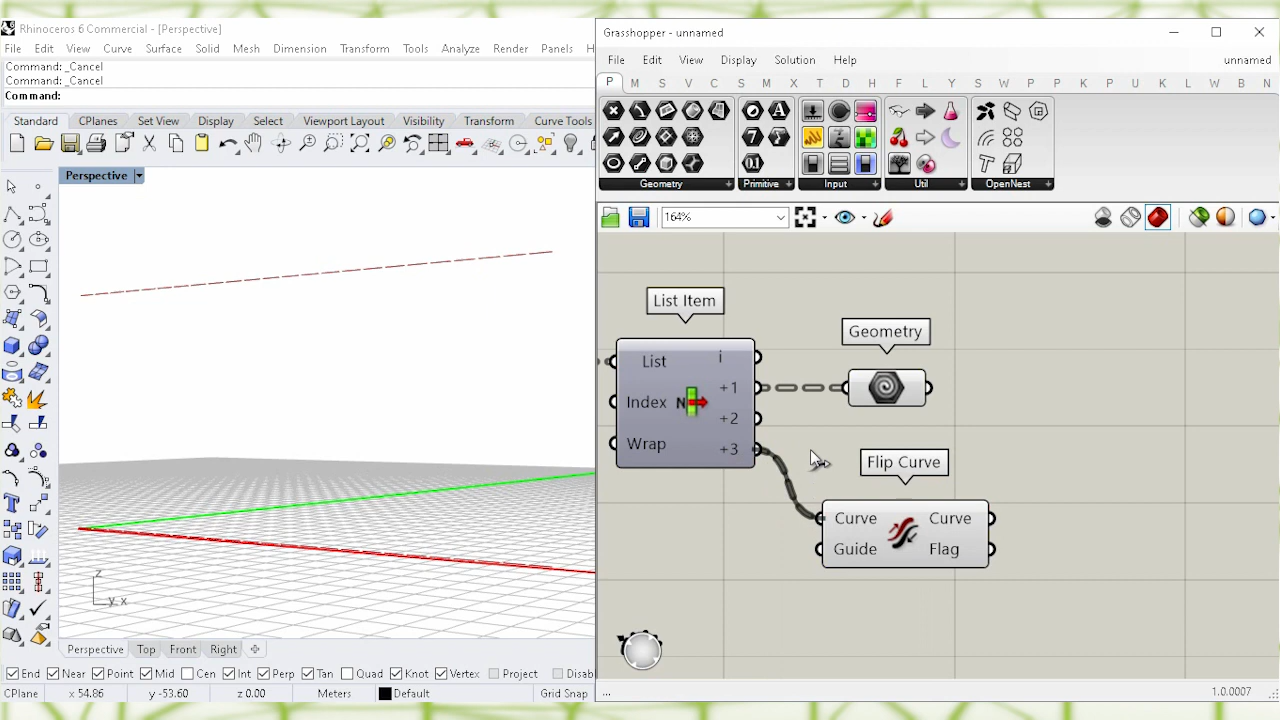 Rhinoceros 6 Commercial - [Perspective]
File Edit View Curve Surface Solid Mesh Dimension Transform Tools Analyze Render Panels
Command: _Cancel
Command: _Cancel
Command:
Standard CPlanes Set View Display Select Viewport Layout Visibility Transform Curve Tools
Perspective
z
y x
Perspective Top Front Right
End Near Point Mid Cen Int Perp Tan Quad Knot Vertex Project Disab
CPlane x 54.86 y -53.60 z 0.00 Meters Default Grid Snap
Grasshopper - unnamed
File Edit View Display Solution Help unnamed
P M S V C S M X T D H F L Y S W P K U P K L W B N
Geometry Primitive Input Util OpenNest
164%
List Item
List i
+1
Index N
+2
Wrap +3
Geometry
Flip Curve
Curve Curve
Guide Flag
... 1.0.0007